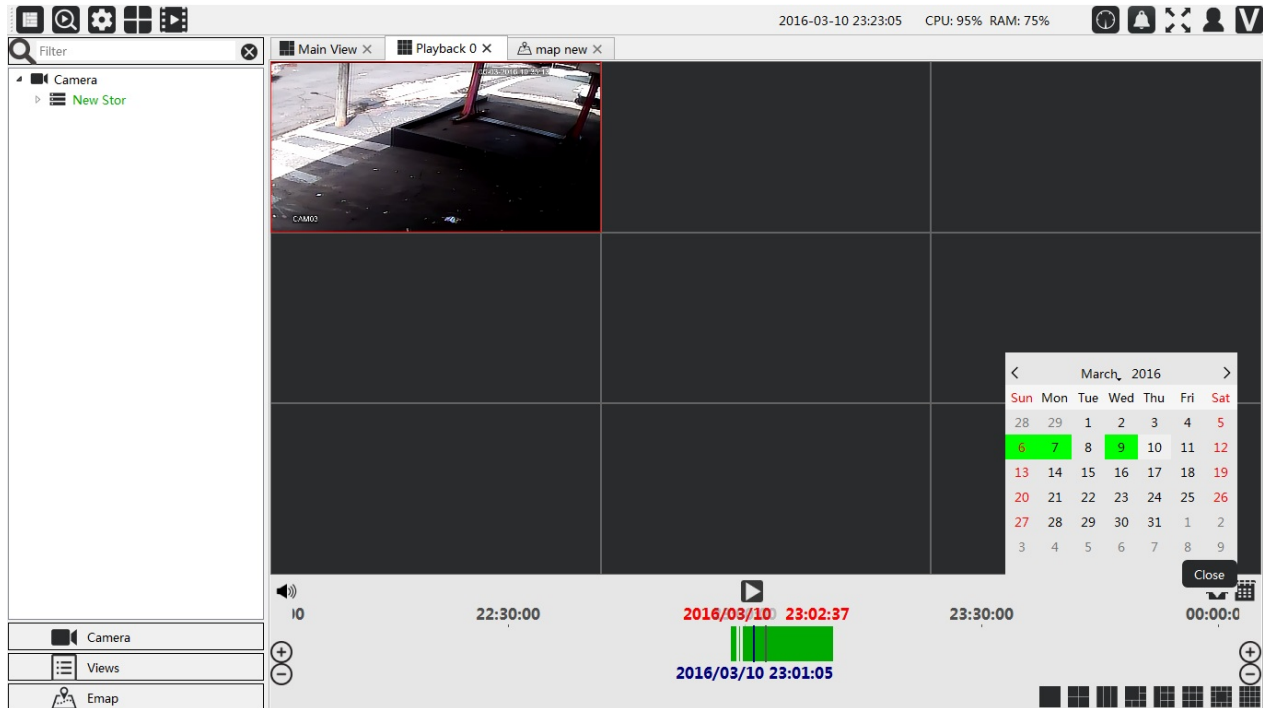 2016-03-10 23:23:05 CPU: 95% RAM: 75%
Filter
Main View
Playback 0
map new
Camera
New Stor
CAM03
March, 2016
Sun Mon Tue Wed Thu Fri Sat
28 29 1 2 3 4 5
6 7 8 9 10 11 12
13 14 15 16 17 18 19
20 21 22 23 24 25 26
27 28 29 30 31 1 2
3 4 5 6 7 8 9
Close
22:30:00
2016/03/10 23:02:37
23:30:00
00:00:0
2016/03/10 23:01:05
Camera
Views
Emap